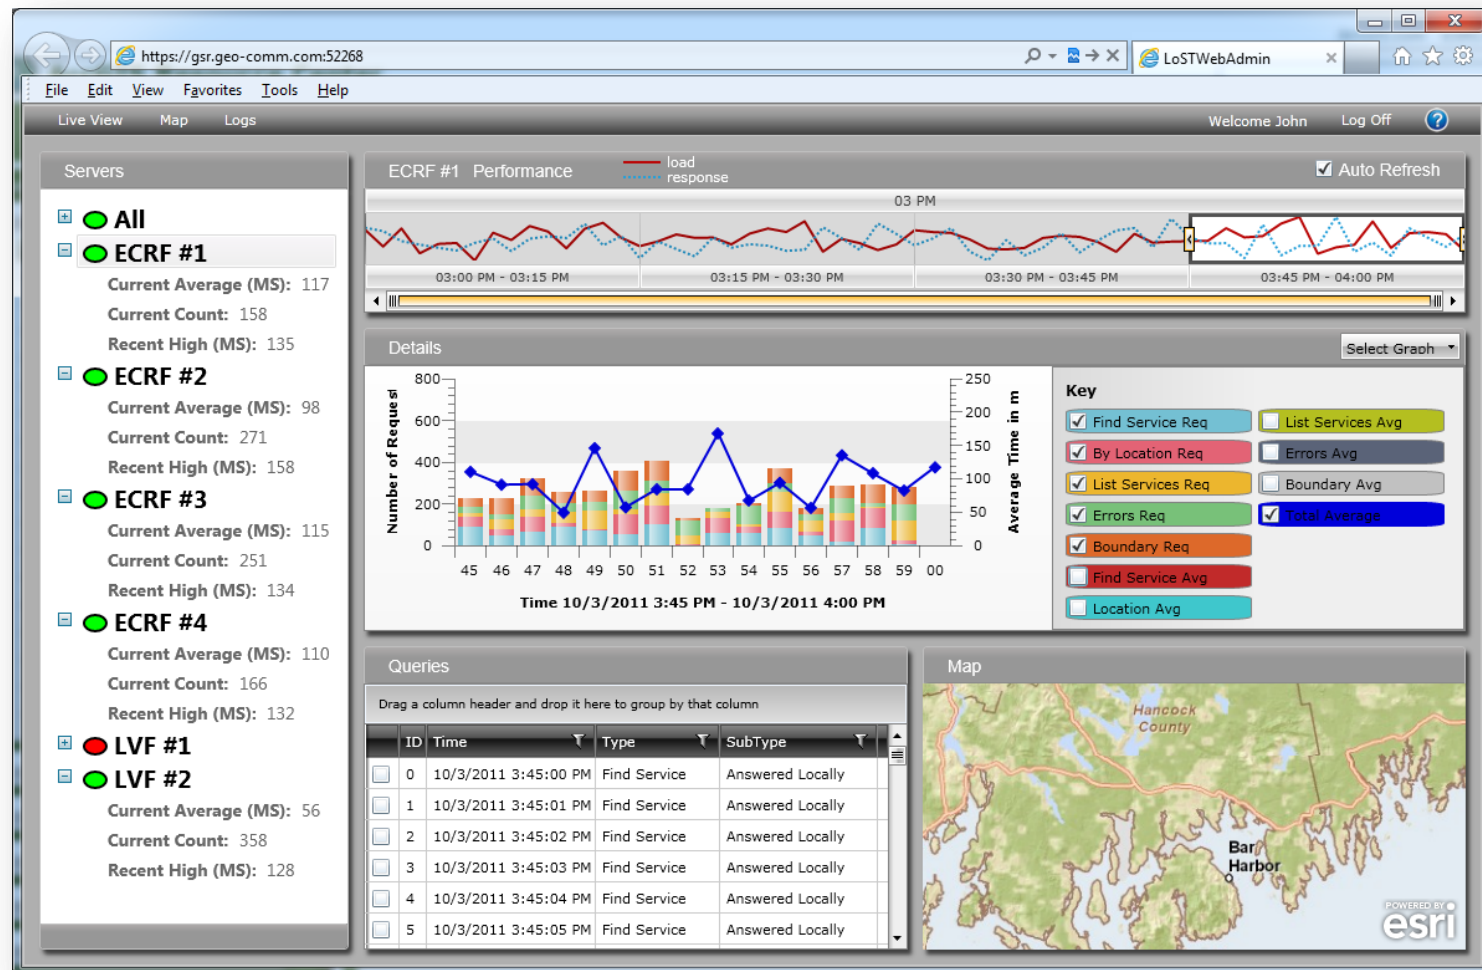 https://gsr.geo-comm.com:52268
LoSTWebAdmin
File Edit View Favorites Tools Help
Live View Map Logs
Welcome John Log Off
Servers
All
ECRF #1
Current Average (MS): 117
Current Count: 158
Recent High (MS): 135
ECRF #2
Current Average (MS): 98
Current Count: 271
Recent High (MS): 158
ECRF #3
Current Average (MS): 115
Current Count: 251
Recent High (MS): 134
ECRF #4
Current Average (MS): 110
Current Count: 166
Recent High (MS): 132
LVF #1
LVF #2
Current Average (MS): 56
Current Count: 358
Recent High (MS): 128
ECRF #1 Performance
load
response
Auto Refresh
03 PM
03:00 PM - 03:15 PM 03:15 PM - 03:30 PM 03:30 PM - 03:45 PM 03:45 PM - 04:00 PM
Details
Select Graph
Number of Request
800
600
400
200
0
250
200
150
100
50
0
Average Time in m
45 46 47 48 49 50 51 52 53 54 55 56 57 58 59 00
Time 10/3/2011 3:45 PM - 10/3/2011 4:00 PM
Key
Find Service Req
By Location Req
List Services Req
Errors Req
Boundary Req
Find Service Avg
Location Avg
List Services Avg
Errors Avg
Boundary Avg
Total Average
Queries
Drag a column header and drop it here to group by that column
ID Time Type SubType
0 10/3/2011 3:45:00 PM Find Service Answered Locally
1 10/3/2011 3:45:01 PM Find Service Answered Locally
2 10/3/2011 3:45:02 PM Find Service Answered Locally
3 10/3/2011 3:45:03 PM Find Service Answered Locally
4 10/3/2011 3:45:04 PM Find Service Answered Locally
5 10/3/2011 3:45:05 PM Find Service Answered Locally
Map
Hancock
County
Bar
Harbor
POWERED BY
esri